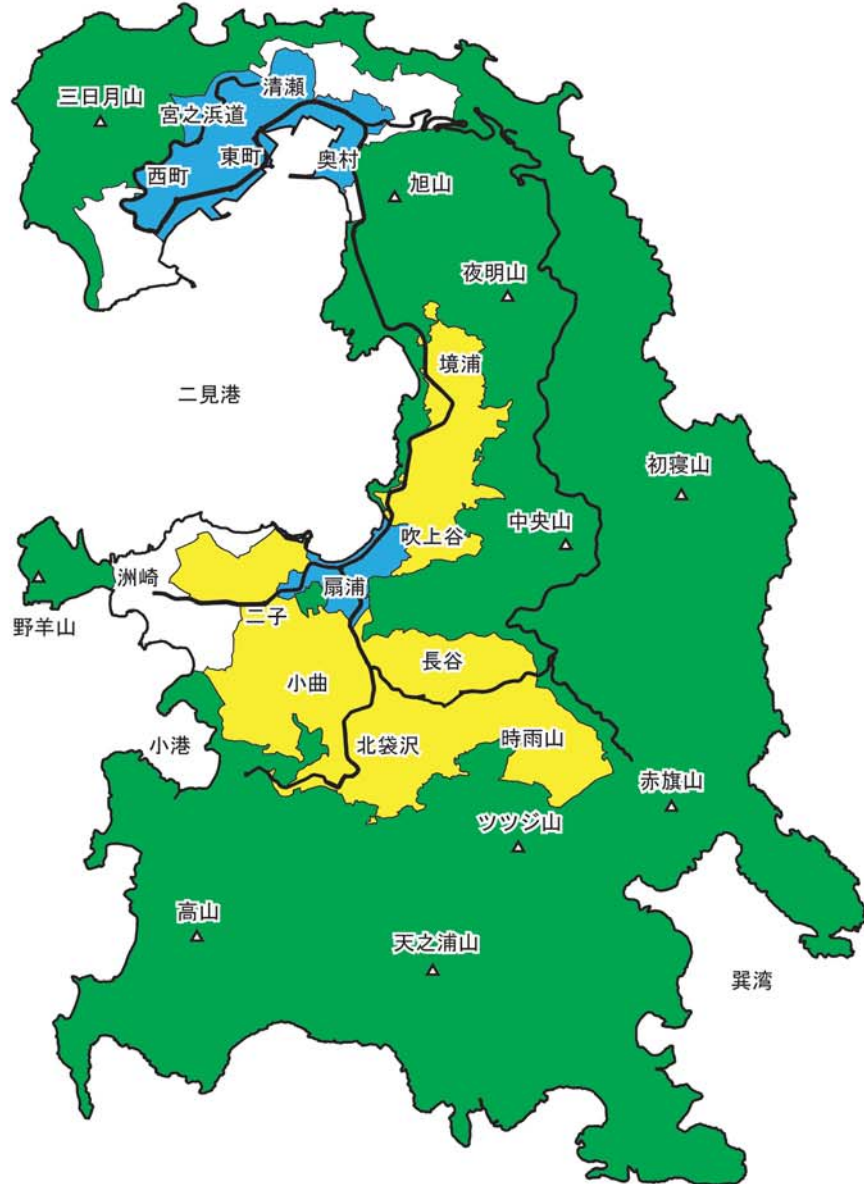 清瀬
三日月山
宮之浜道
東町
奥村
西町
旭山
夜明山
境浦
二見港
初寝山
中央山
吹上谷
洲崎
扇浦
二子
野羊山
長谷
小曲
小港
北袋沢
時雨山
赤旗山
ツツジ山
高山
天之浦山
巽湾